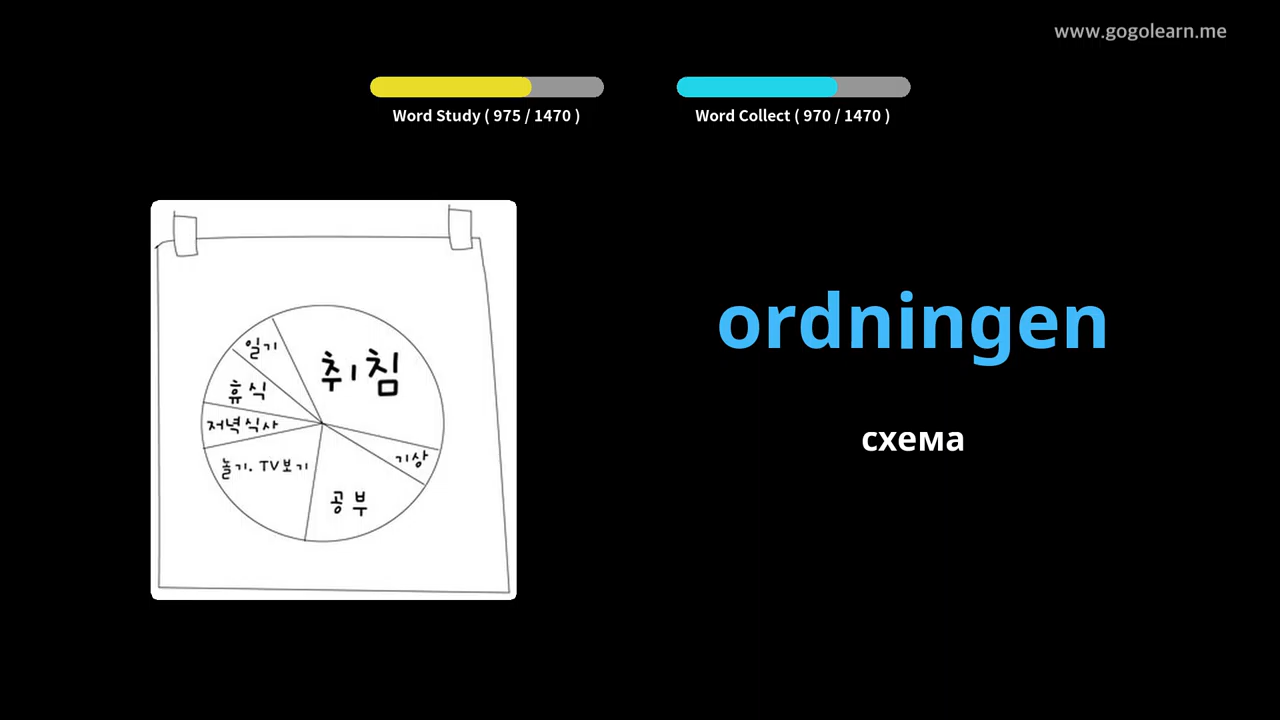 www.gogolearn.me
Word Study ( 975 / 1470 )
Word Collect ( 970 / 1470 )
일기
취침
휴식
저녁식사
놀기. TV보기
기상
공부
ordningen
схема